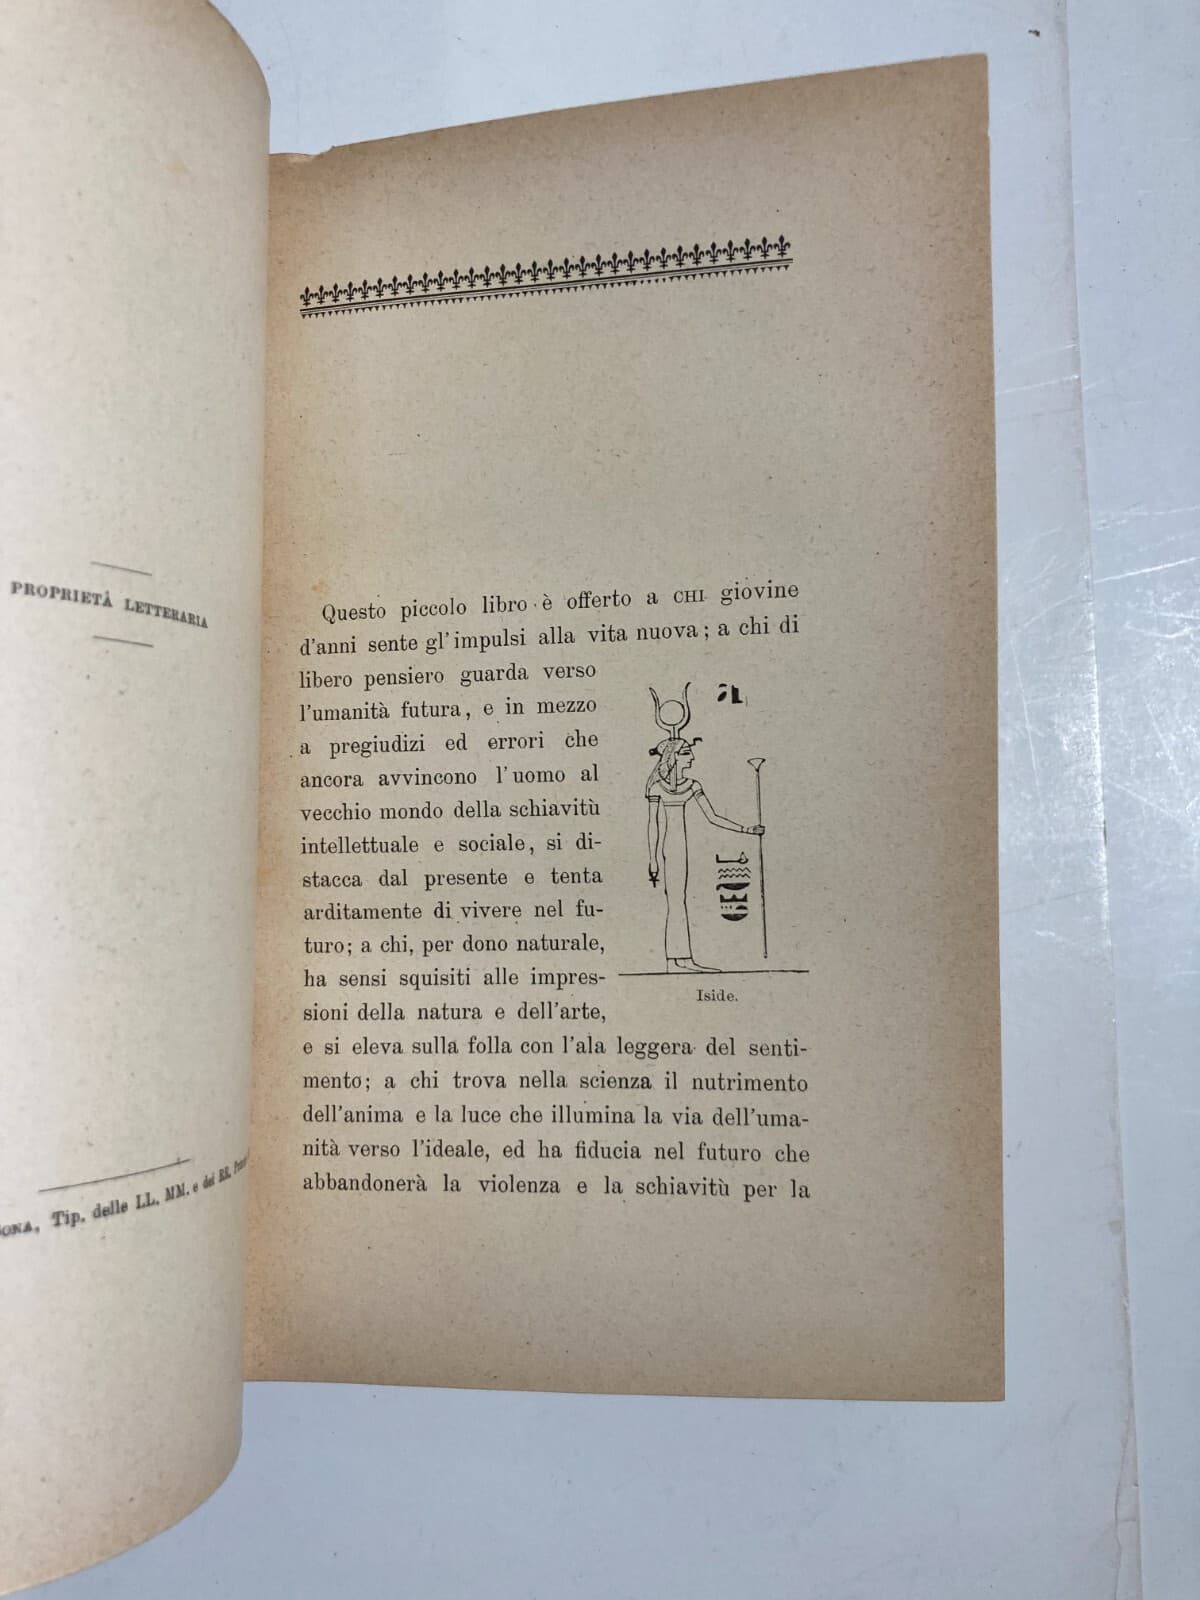 PROPRIETÀ LETTERARIA
Tip. delle LL. MM. e dei RR.
Questo piccolo libro è offerto a CHI giovine
d'anni sente gl'impulsi alla vita nuova; a chi di
libero pensiero guarda verso
l'umanità futura, e in mezzo
a pregiudizi ed errori che
ancora avvincono l'uomo al
vecchio mondo della schiavitù
intellettuale e sociale, si di-
stacca dal presente e tenta
arditamente di vivere nel fu-
turo; a chi, per dono naturale,
ha sensi squisiti alle impres-
sioni della natura e dell'arte,
Iside.
e si eleva sulla folla con l'ala leggera del senti-
mento; a chi trova nella scienza il nutrimento
dell'anima e la luce che illumina la via dell'uma-
nità verso l'ideale, ed ha fiducia nel futuro che
abbandonerà la violenza e la schiavitù per la